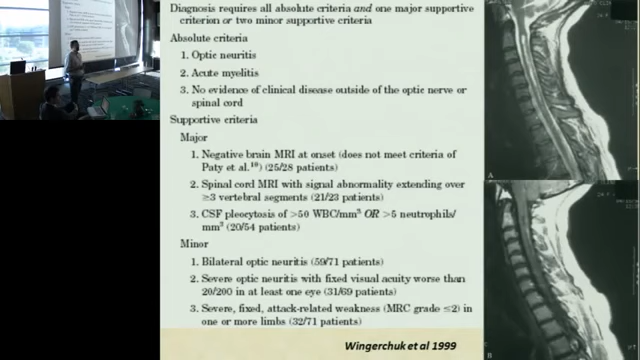 Diagnosis requires all absolute criteria and one major supportive
criterion or two minor supportive criteria
Absolute criteria
1. Optic neuritis
2. Acute myelitis
3. No evidence of clinical disease outside of the optic nerve or
spinal cord
Supportive criteria
Major
1. Negative brain MRI at onset (does not meet criteria of
Paty et al.¹⁹) (25/28 patients)
2. Spinal cord MRI with signal abnormality extending over
≥3 vertebral segments (21/23 patients)
3. CSF pleocytosis of >50 WBC/mm³ OR >5 neutrophils/
mm³ (20/54 patients)
Minor
1. Bilateral optic neuritis (59/71 patients)
2. Severe optic neuritis with fixed visual acuity worse than
20/200 in at least one eye (31/69 patients)
3. Severe, fixed, attack-related weakness (MRC grade ≤2) in
one or more limbs (32/71 patients)
Wingerchuk et al 1999
A
B